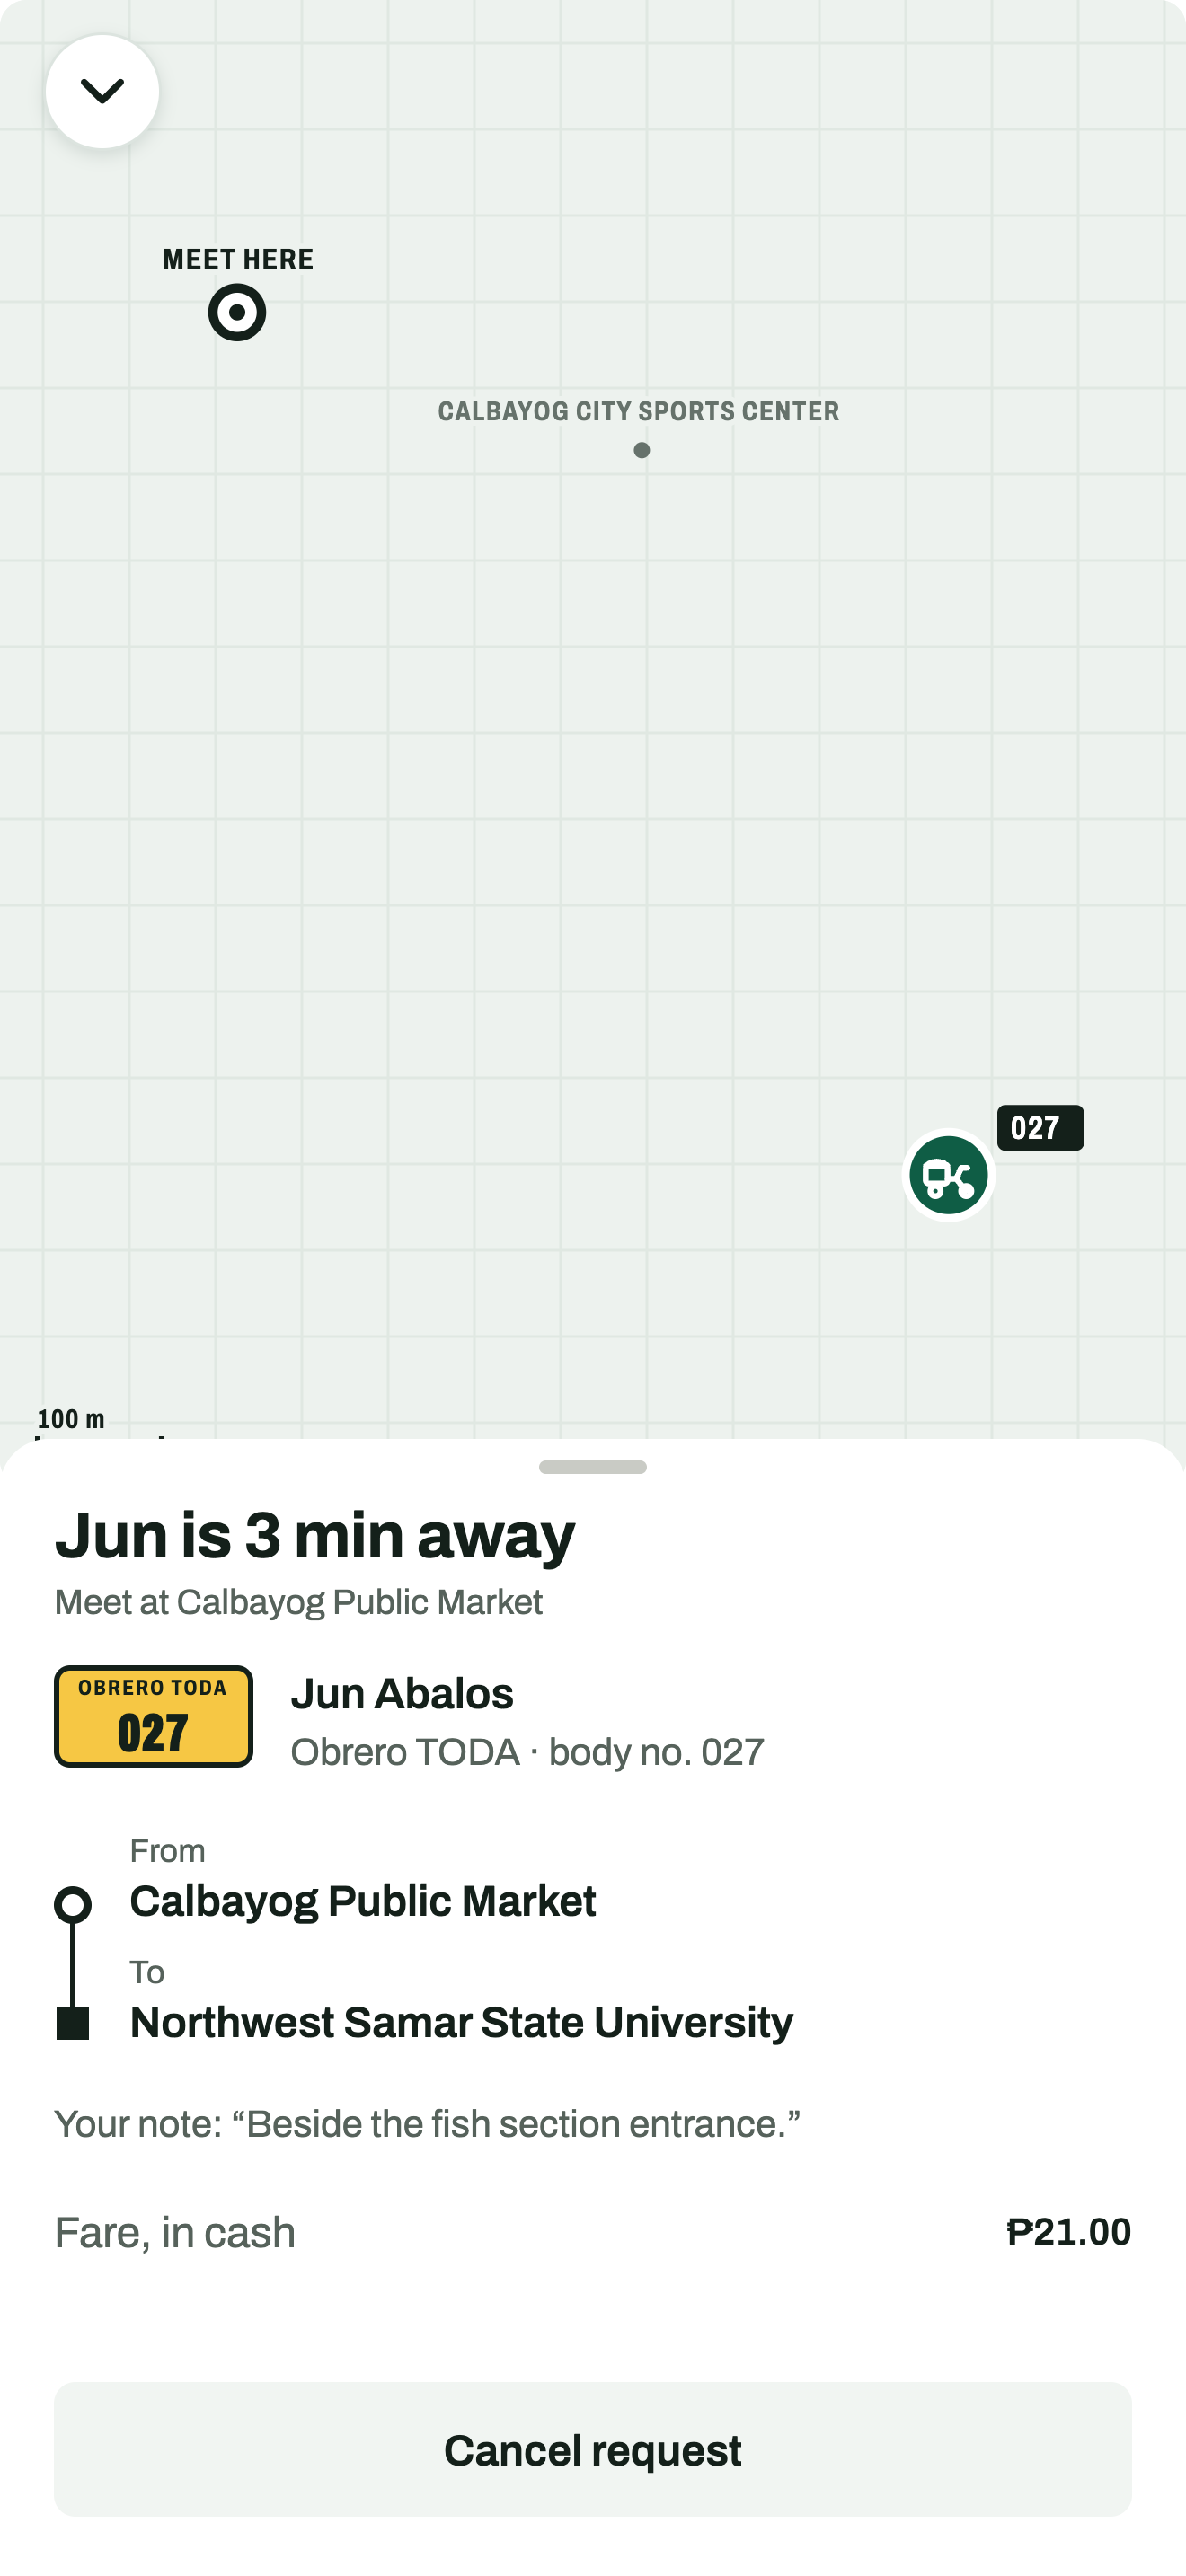 MEET HERE
CALBAYOG CITY SPORTS CENTER
027
100 m
Jun is 3 min away
Meet at Calbayog Public Market
OBRERO TODA
027
Jun Abalos
Obrero TODA · body no. 027
From
Calbayog Public Market
To
Northwest Samar State University
Your note: “Beside the fish section entrance.”
Fare, in cash
₱21.00
Cancel request